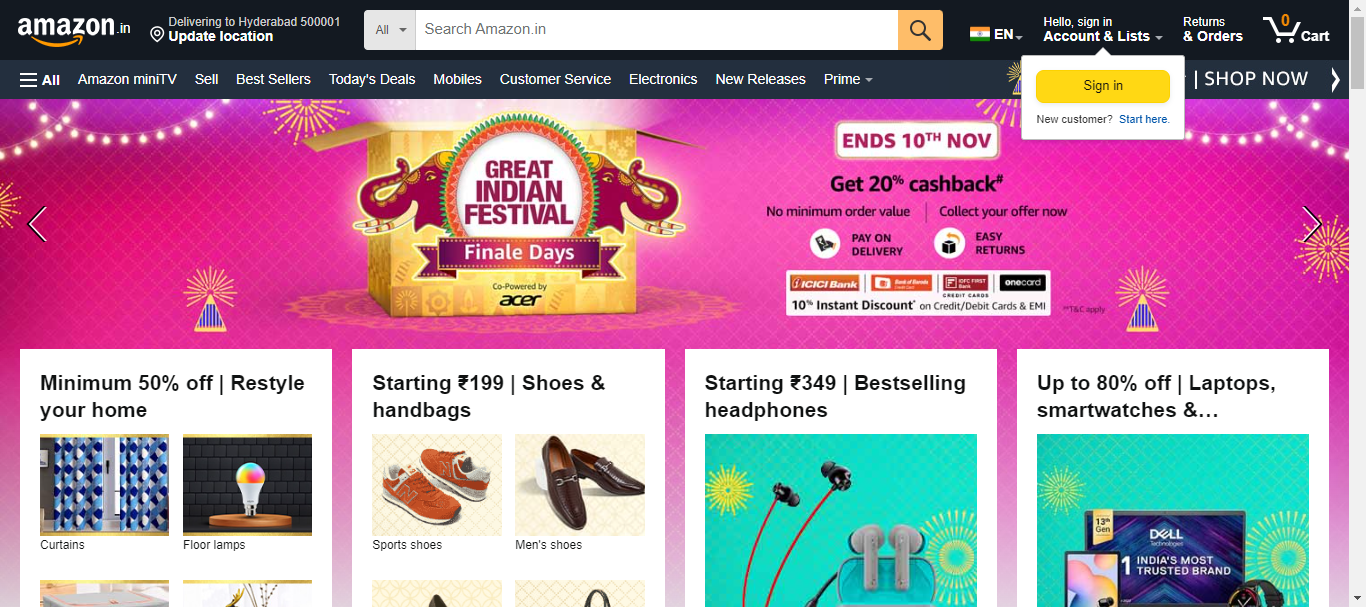 amazon.in
Delivering to Hyderabad 500001
Update location
All
Search Amazon.in
EN
Hello, sign in
Account & Lists
Returns
& Orders
0
Cart
All
Amazon miniTV
Sell
Best Sellers
Today's Deals
Mobiles
Customer Service
Electronics
New Releases
Prime
| SHOP NOW
Sign in
New customer? Start here.
GREAT
INDIAN
FESTIVAL
Finale Days
Co-Powered by
acer
ENDS 10TH NOV
Get 20% cashback#
No minimum order value | Collect your offer now
PAY ON
DELIVERY
EASY
RETURNS
ICICI Bank
Bank of Baroda
IDFC FIRST
Bank
CREDIT CARDS
onecard
10% Instant Discount* on Credit/Debit Cards & EMI
T&C apply
Minimum 50% off | Restyle
your home
Curtains
Floor lamps
Starting ₹199 | Shoes &
handbags
Sports shoes
Men's shoes
Starting ₹349 | Bestselling
headphones
Up to 80% off | Laptops,
smartwatches &…
13th
Gen
DELL
Technologies
1
INDIA'S MOST
TRUSTED BRAND